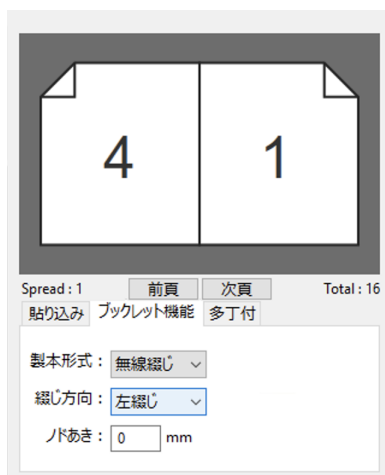 4 1
Spread : 1 前頁 次頁 Total : 16
貼り込み ブックレット機能 多丁付
製本形式： 無線綴じ
綴じ方向： 左綴じ
ノドあき： 0 mm